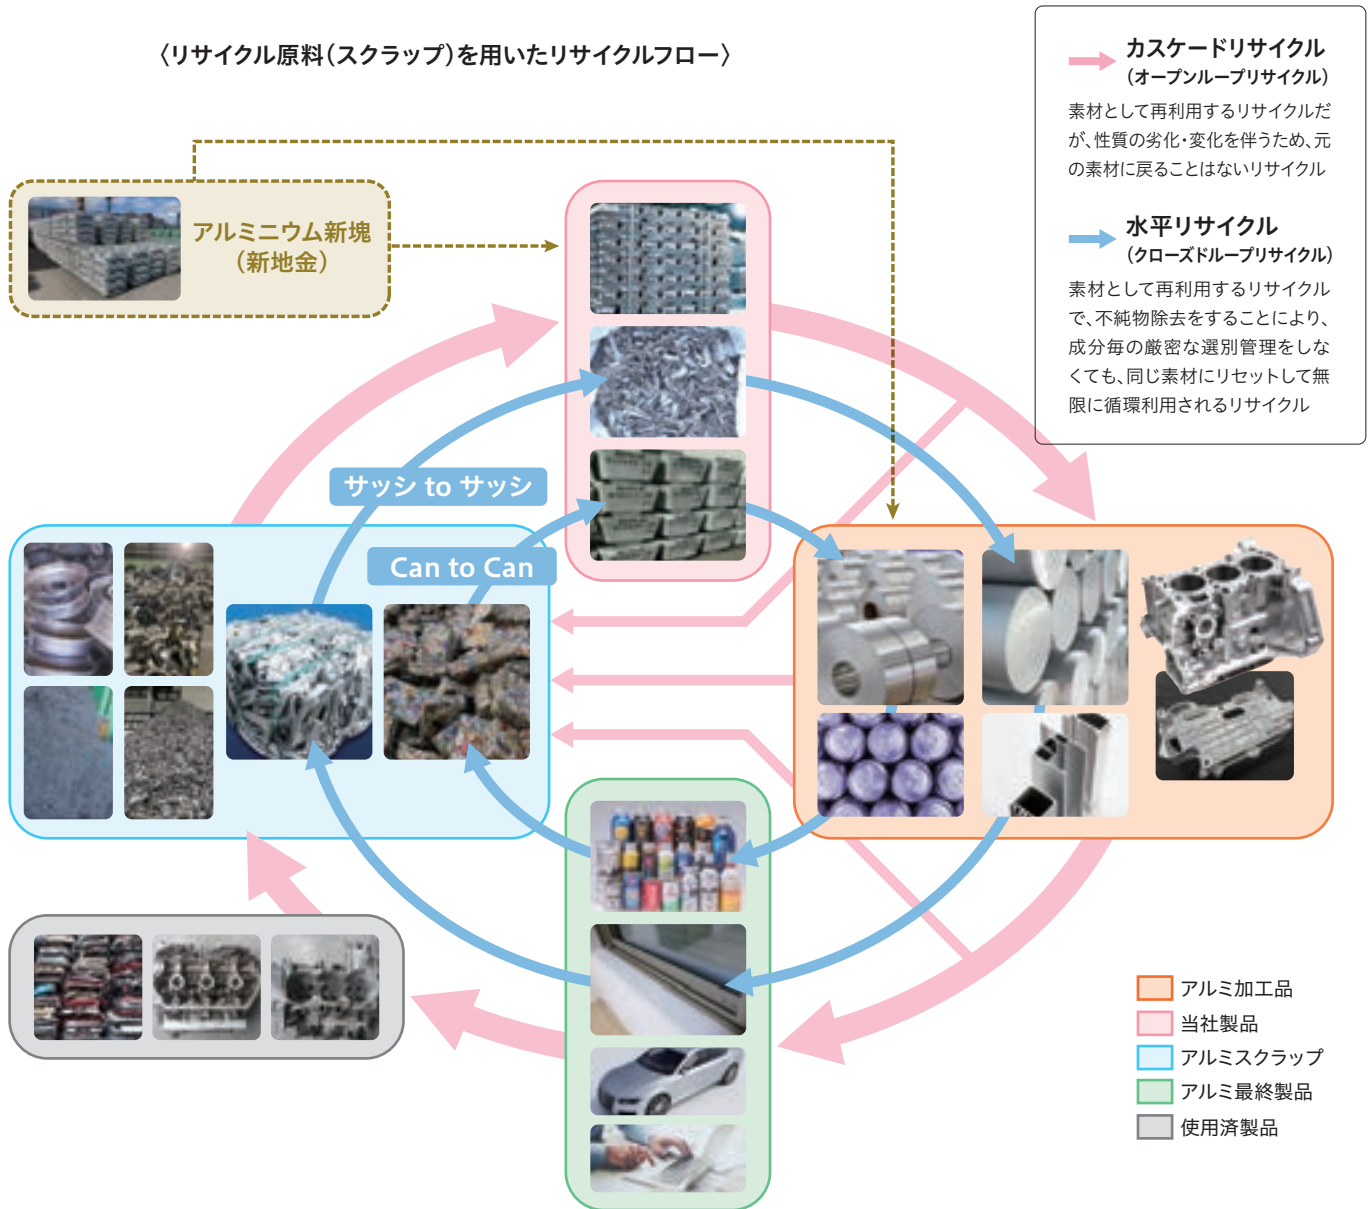 〈リサイクル原料(スクラップ)を用いたリサイクルフロー〉
カスケードリサイクル
(オープンループリサイクル)
素材として再利用するリサイクルだ
が、性質の劣化・変化を伴うため、元
の素材に戻ることはないリサイクル
水平リサイクル
(クローズドループリサイクル)
素材として再利用するリサイクル
で、不純物除去をすることにより、
成分毎の厳密な選別管理をしな
くても、同じ素材にリセットして無
限に循環利用されるリサイクル
アルミニウム新塊
(新地金)
サッシ to サッシ
Can to Can
アルミ加工品
当社製品
アルミスクラップ
アルミ最終製品
使用済製品